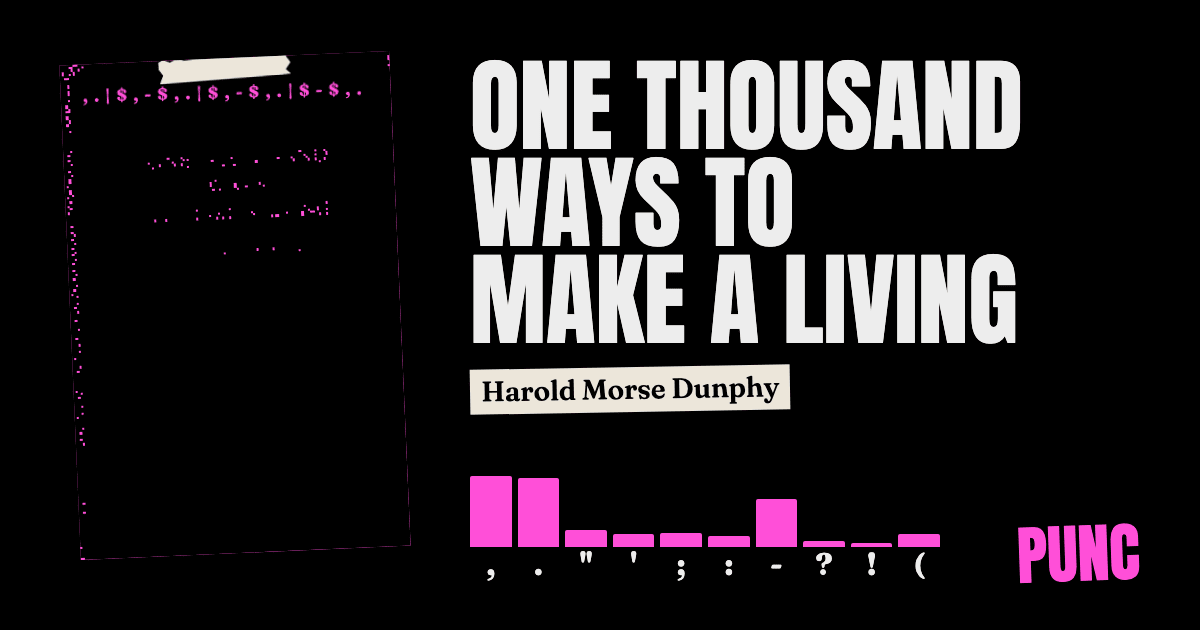 ,.|$,-$,.|$,-$,.|$-$,.
ONE THOUSAND
WAYS TO
MAKE A LIVING
Harold Morse Dunphy
, . " ' ; : - ? ! (
PUNC